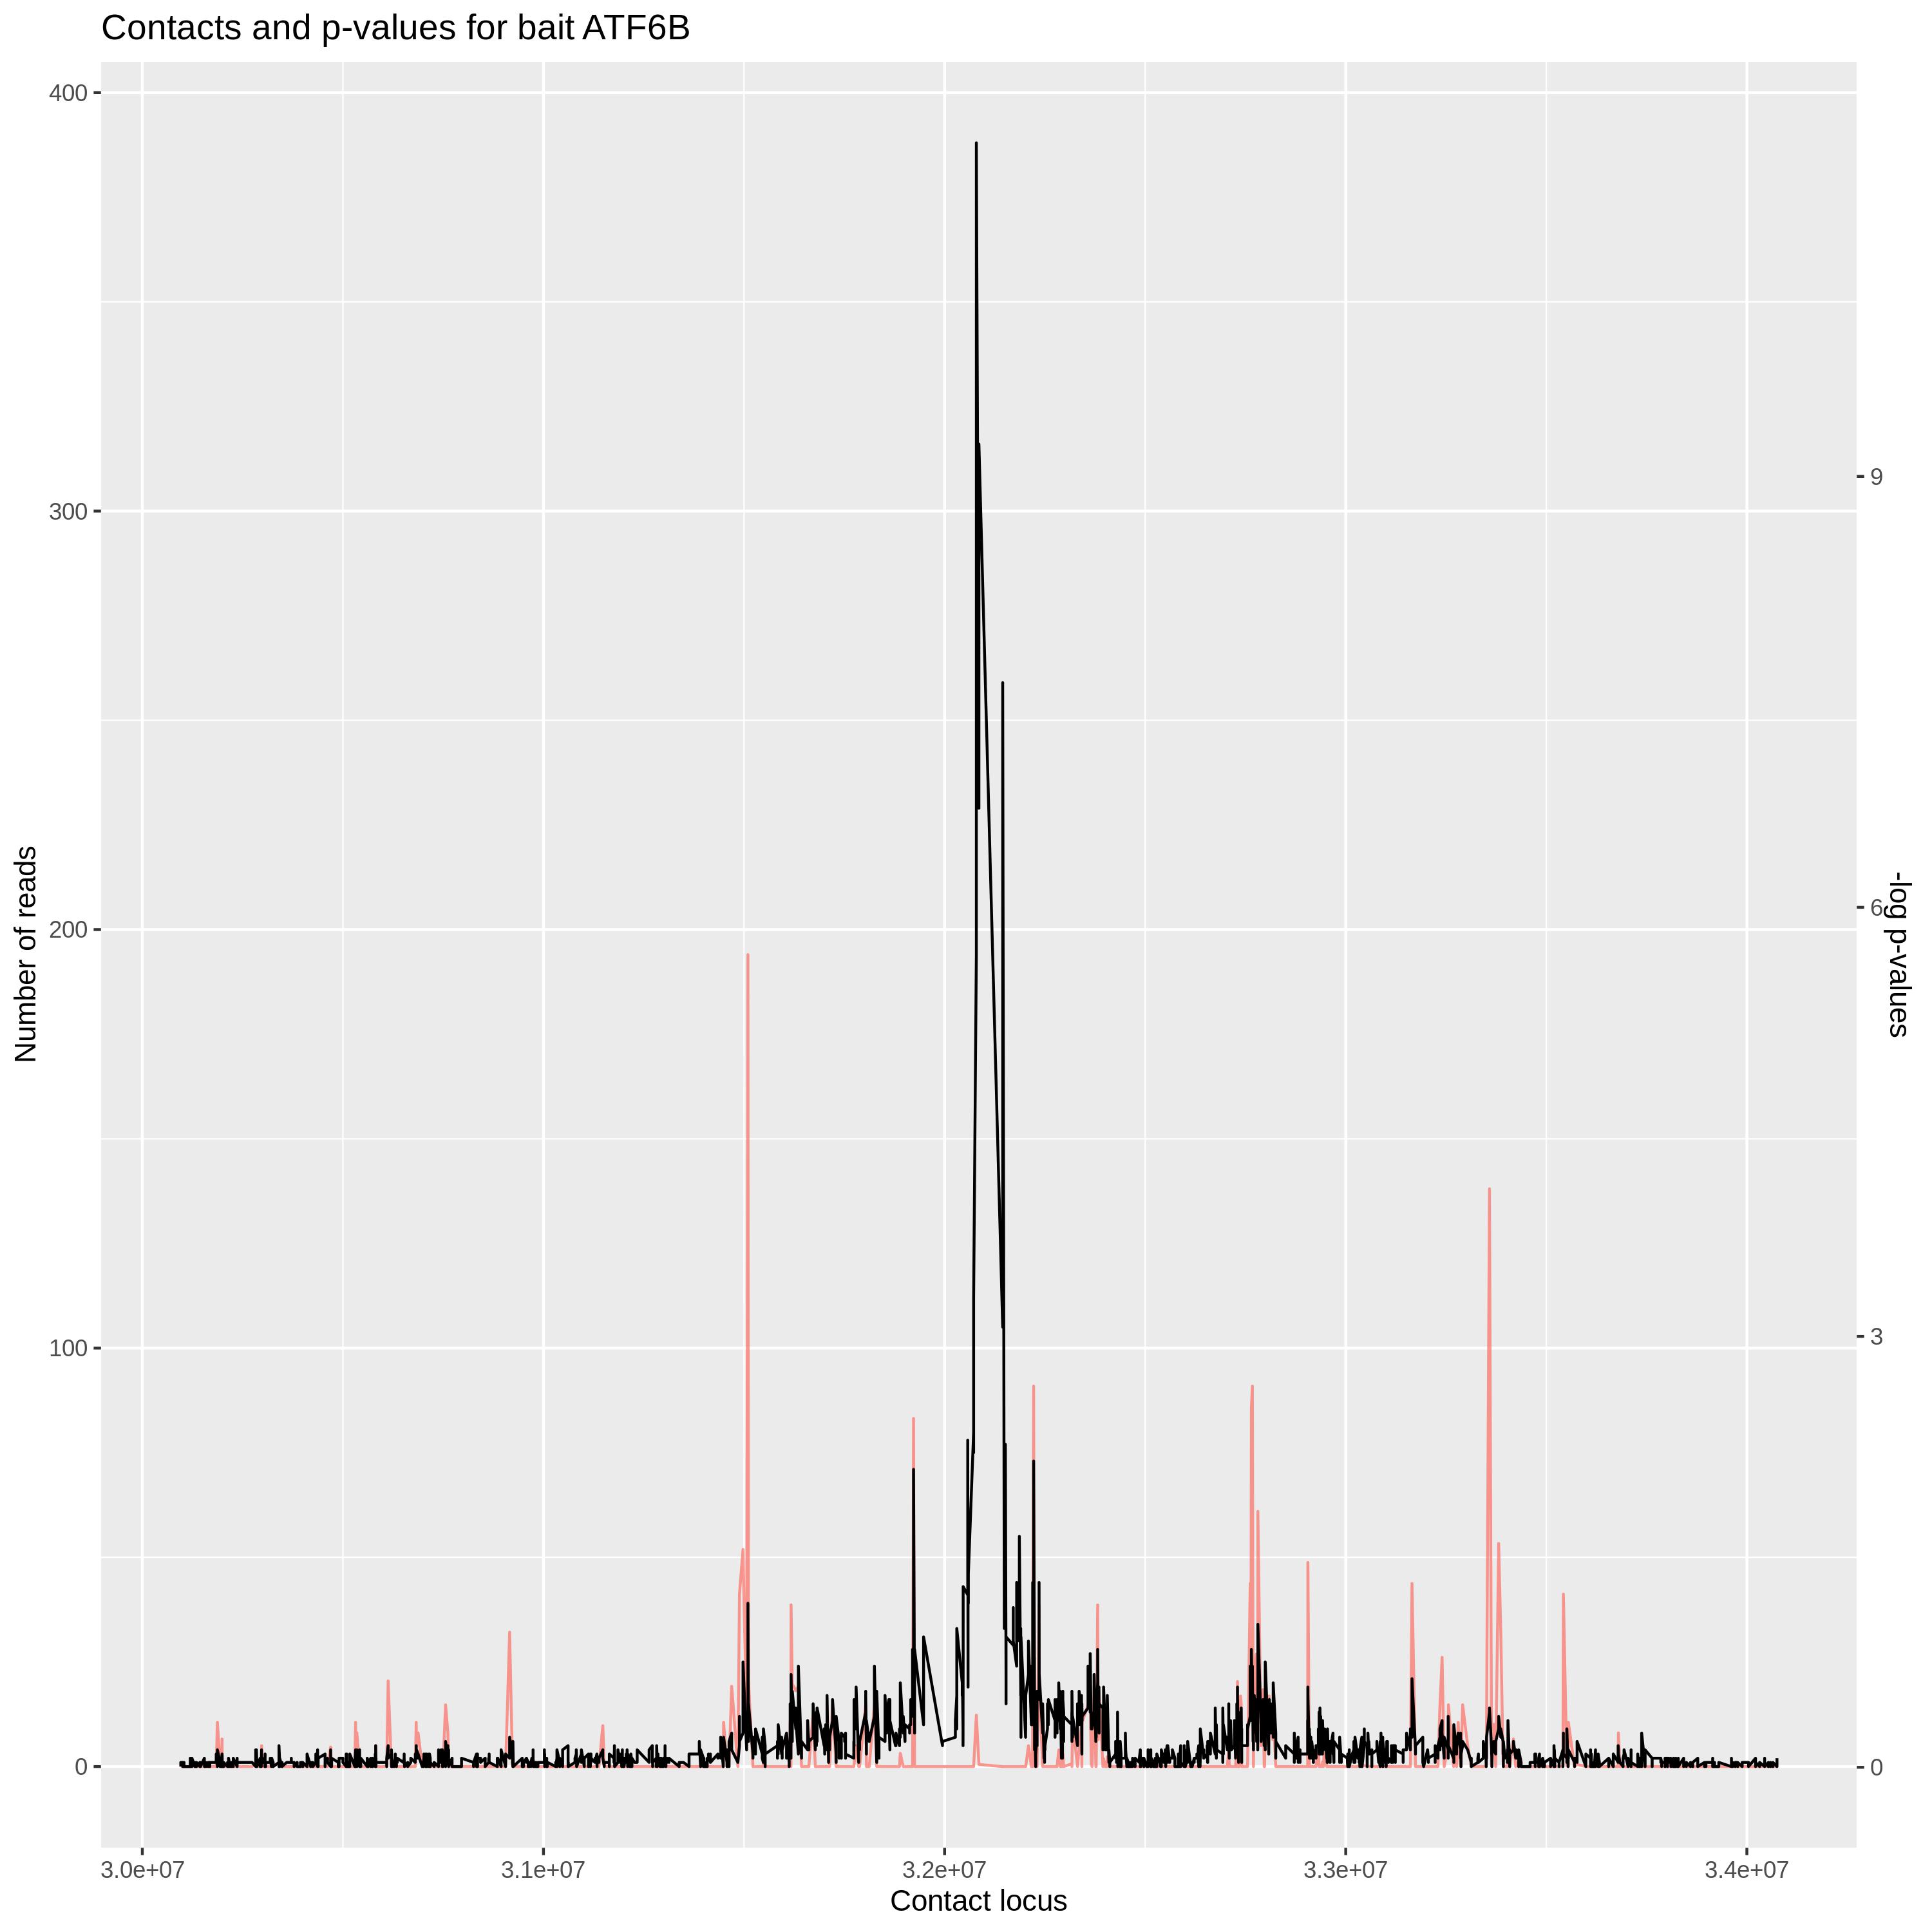 Contacts and p-values for bait ATF6B
400
300
200
100
0
Number of reads
9
6
3
0
-log p-values
3.0e+07 3.1e+07 3.2e+07 3.3e+07 3.4e+07
Contact locus